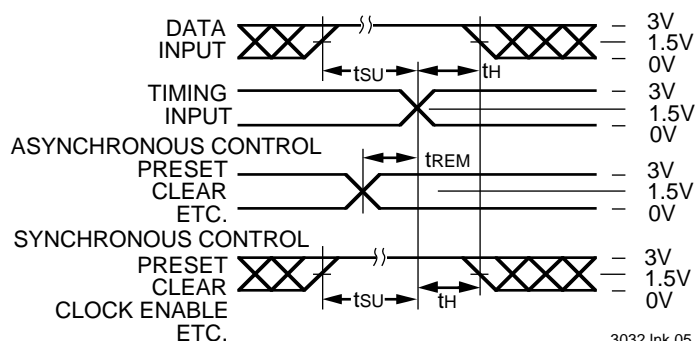 DATA
INPUT
3V
1.5V
0V
tSU
tH
TIMING
INPUT
3V
1.5V
0V
ASYNCHRONOUS CONTROL
PRESET
CLEAR
ETC.
tREM
3V
1.5V
0V
SYNCHRONOUS CONTROL
PRESET
CLEAR
CLOCK ENABLE
ETC.
tSU
tH
3V
1.5V
0V
3032 lnk 05